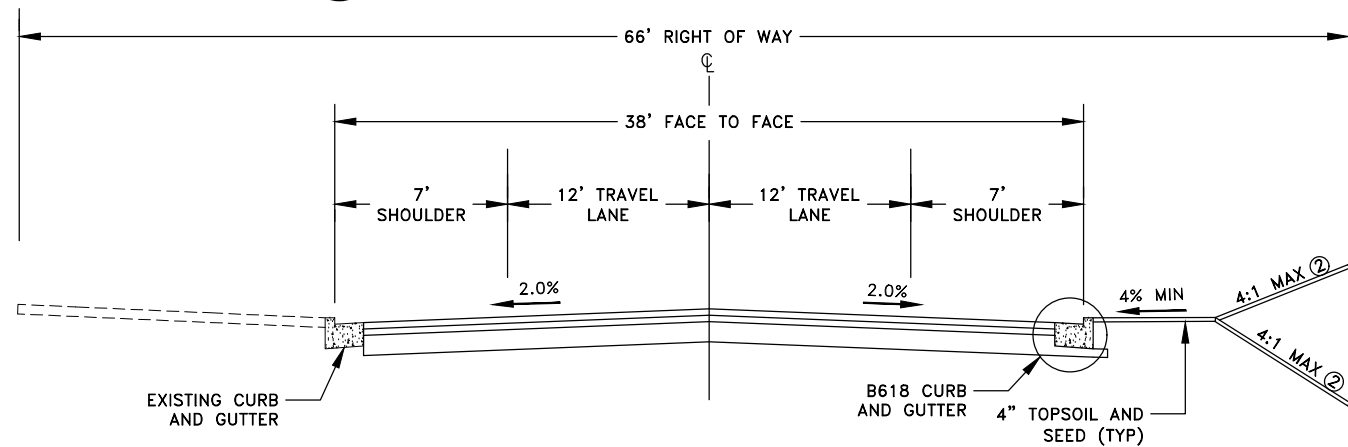 66' RIGHT OF WAY
℄
38' FACE TO FACE
7'
SHOULDER
12' TRAVEL
LANE
12' TRAVEL
LANE
7'
SHOULDER
2.0%
2.0%
4% MIN
4:1 MAX ②
4:1 MAX ②
EXISTING CURB
AND GUTTER
B618 CURB
AND GUTTER
4" TOPSOIL AND
SEED (TYP)